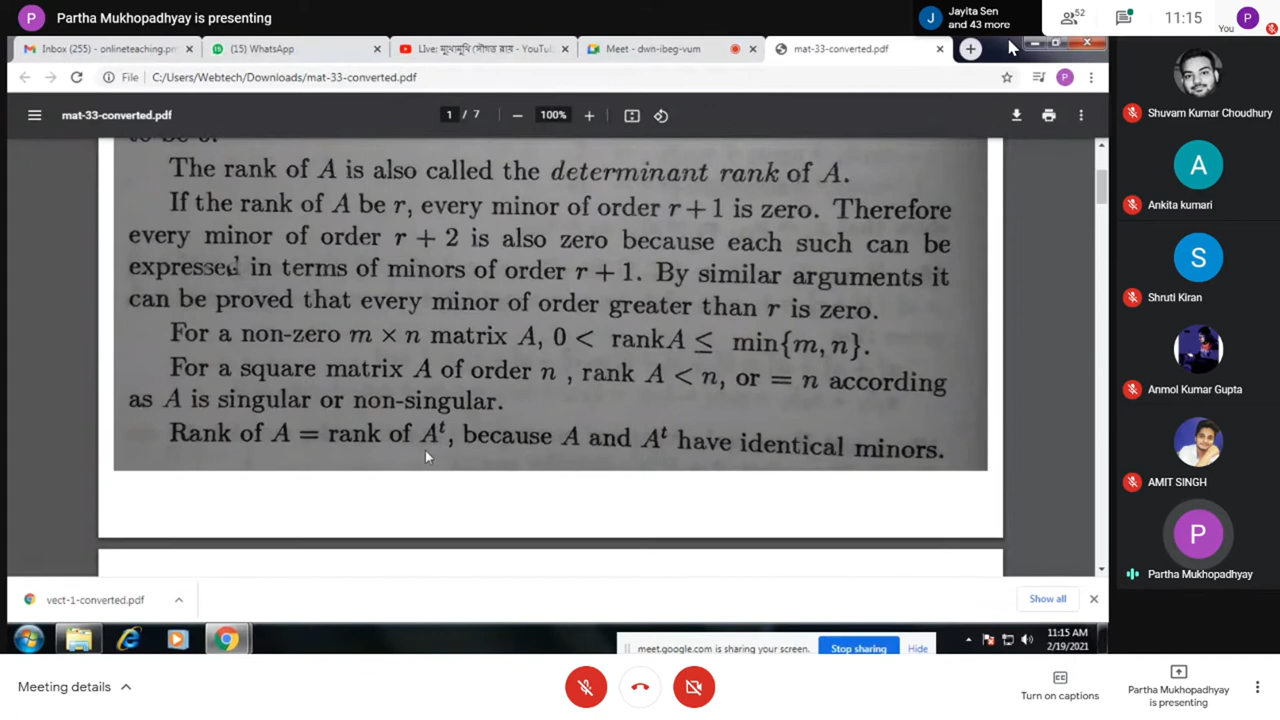 P Partha Mukhopadhyay is presenting
J Jayita Sen
and 43 more
52
11:15
You P
Inbox (255) - onlineteaching.pm
(15) WhatsApp
Live: মুখোমুখি সৌগত রায় - YouTu
Meet - dwn-ibeg-vum
mat-33-converted.pdf
File C:/Users/Webtech/Downloads/mat-33-converted.pdf
P
mat-33-converted.pdf
1 / 7
100%
The rank of A is also called the determinant rank of A.
If the rank of A be r, every minor of order r + 1 is zero. Therefore
every minor of order r + 2 is also zero because each such can be
expressed in terms of minors of order r + 1. By similar arguments it
can be proved that every minor of order greater than r is zero.
For a non-zero m × n matrix A, 0 < rankA ≤ min{m, n}.
For a square matrix A of order n , rank A < n, or = n according
as A is singular or non-singular.
Rank of A = rank of Aᵗ, because A and Aᵗ have identical minors.
vect-1-converted.pdf
Show all
meet.google.com is sharing your screen.
Stop sharing
Hide
11:15 AM
2/19/2021
Shuvam Kumar Choudhury
A
Ankita kumari
S
Shruti Kiran
Anmol Kumar Gupta
AMIT SINGH
P
Partha Mukhopadhyay
Meeting details
Turn on captions
Partha Mukhopadhyay
is presenting